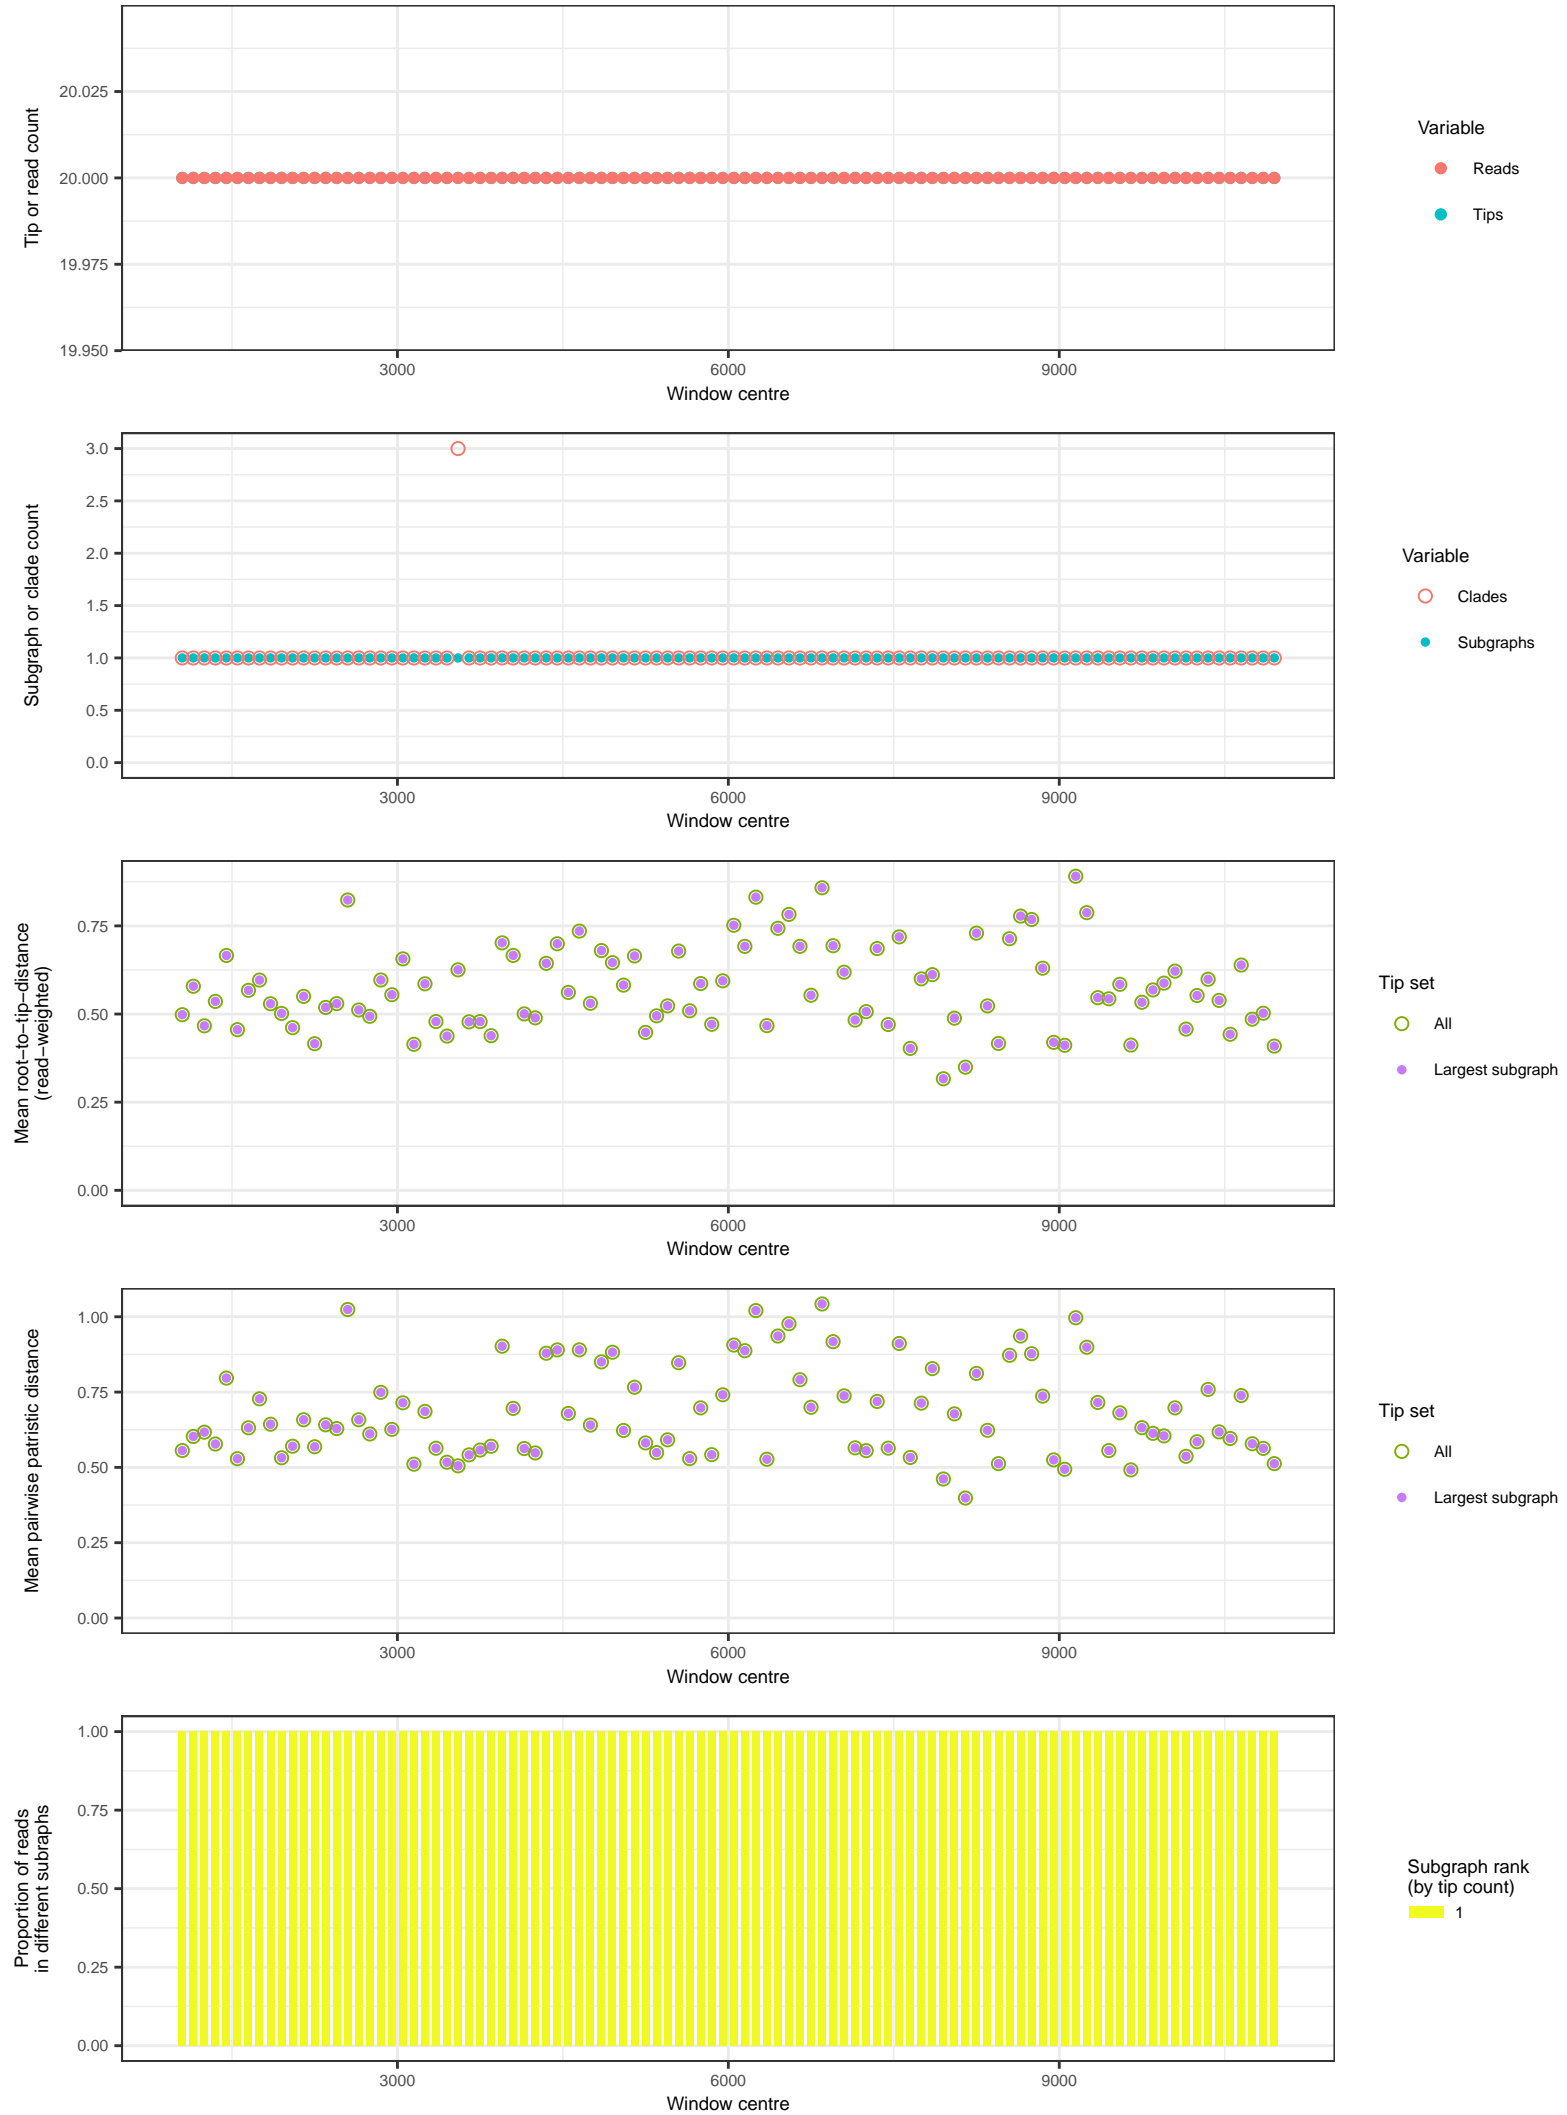 Tip or read count
20.025
20.000
19.975
19.950
3000
6000
9000
Window centre
Variable
Reads
Tips
Subgraph or clade count
3.0
2.5
2.0
1.5
1.0
0.5
0.0
3000
6000
9000
Window centre
Variable
Clades
Subgraphs
Mean root−to−tip−distance
(read−weighted)
0.75
0.50
0.25
0.00
3000
6000
9000
Window centre
Tip set
All
Largest subgraph
Mean pairwise patristic distance
1.00
0.75
0.50
0.25
0.00
3000
6000
9000
Window centre
Tip set
All
Largest subgraph
Proportion of reads
in different subraphs
1.00
0.75
0.50
0.25
0.00
3000
6000
9000
Window centre
Subgraph rank
(by tip count)
1